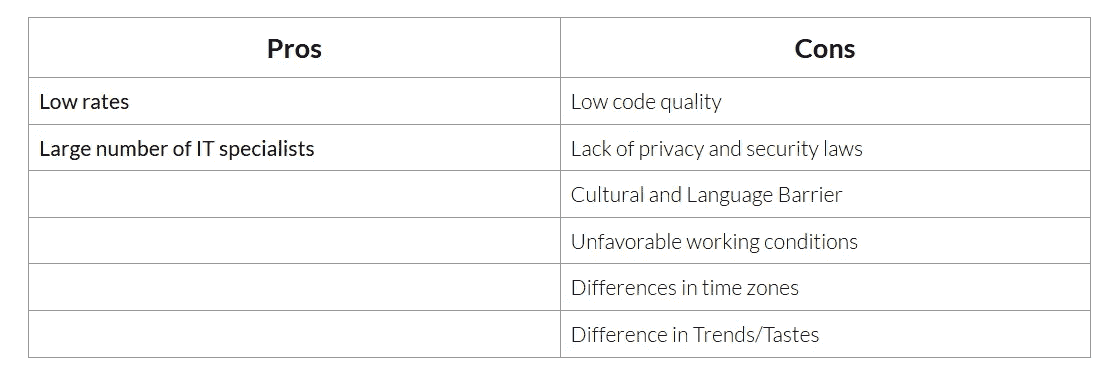 Pros
Cons
Low rates
Low code quality
Large number of IT specialists
Lack of privacy and security laws
Cultural and Language Barrier
Unfavorable working conditions
Differences in time zones
Difference in Trends/Tastes